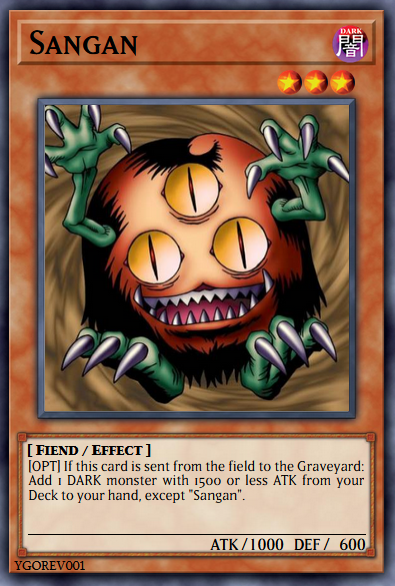 Sangan
DARK
闇
[ Fiend / Effect ]
[OPT] If this card is sent from the field to the Graveyard:
Add 1 DARK monster with 1500 or less ATK from your
Deck to your hand, except "Sangan".
ATK/1000 DEF/ 600
YGOREV001